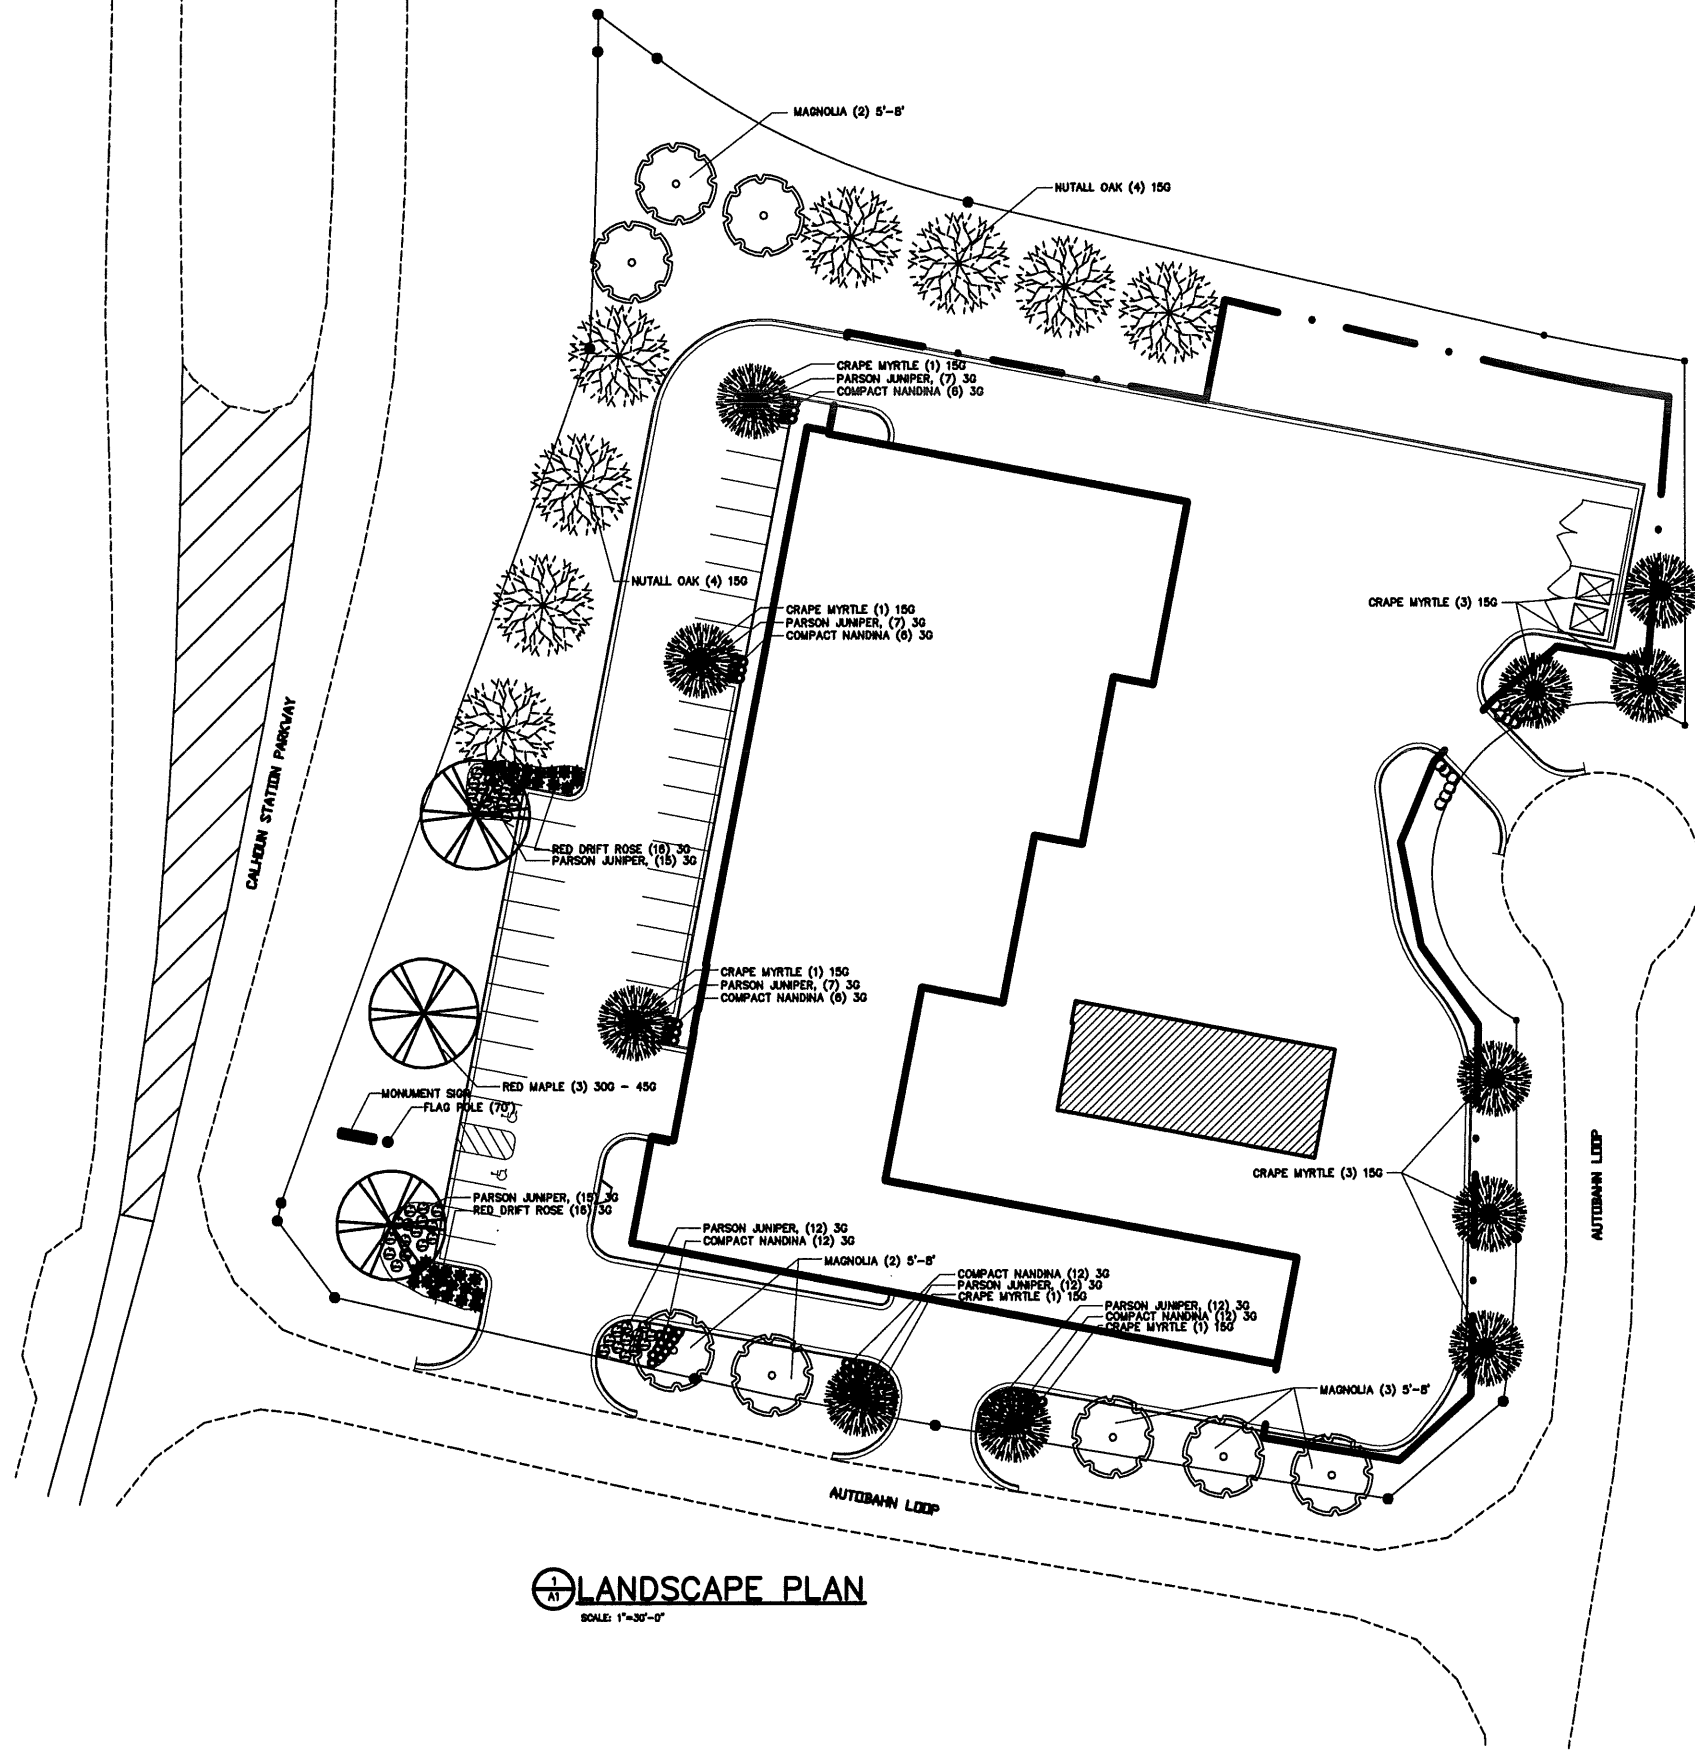 MAGNOLIA (2) 5'-8'
NUTALL OAK (4) 15G
CRAPE MYRTLE (1) 15G
PARSON JUNIPER, (7) 3G
COMPACT NANDINA (6) 3G
NUTALL OAK (4) 15G
CRAPE MYRTLE (3) 15G
CRAPE MYRTLE (1) 15G
PARSON JUNIPER, (7) 3G
COMPACT NANDINA (6) 3G
CALHOUN STATION PARKWAY
RED DRIFT ROSE (16) 3G
PARSON JUNIPER, (15) 3G
CRAPE MYRTLE (1) 15G
PARSON JUNIPER, (7) 3G
COMPACT NANDINA (6) 3G
RED MAPLE (3) 30G - 45G
MONUMENT SIGN
FLAG POLE (70')
CRAPE MYRTLE (3) 15G
AUTOBAHN LOOP
PARSON JUNIPER, (15) 3G
RED DRIFT ROSE (16) 3G
PARSON JUNIPER, (12) 3G
COMPACT NANDINA (12) 3G
MAGNOLIA (2) 5'-8'
COMPACT NANDINA (12) 3G
PARSON JUNIPER, (12) 3G
CRAPE MYRTLE (1) 15G
PARSON JUNIPER, (12) 3G
COMPACT NANDINA (12) 3G
CRAPE MYRTLE (1) 15G
MAGNOLIA (3) 5'-8'
AUTOBAHN LOOP
1
A1
LANDSCAPE PLAN
SCALE: 1"=30'-0"